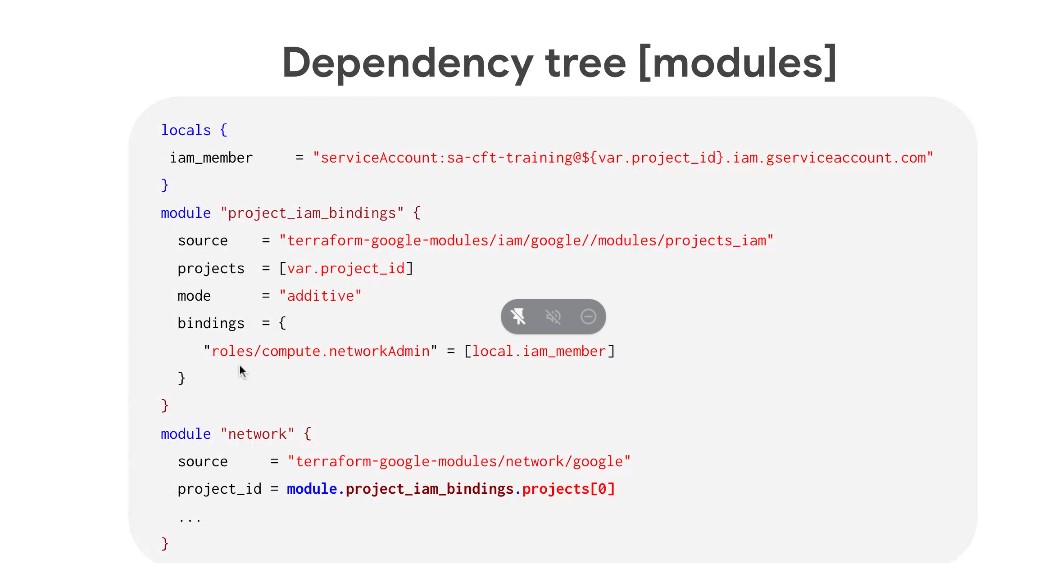 Dependency tree [modules]
locals {
iam_member = "serviceAccount:sa-cft-training@${var.project_id}.iam.gserviceaccount.com"
}
module "project_iam_bindings" {
source = "terraform-google-modules/iam/google//modules/projects_iam"
projects = [var.project_id]
mode = "additive"
bindings = {
"roles/compute.networkAdmin" = [local.iam_member]
}
}
module "network" {
source = "terraform-google-modules/network/google"
project_id = module.project_iam_bindings.projects[0]
...
}